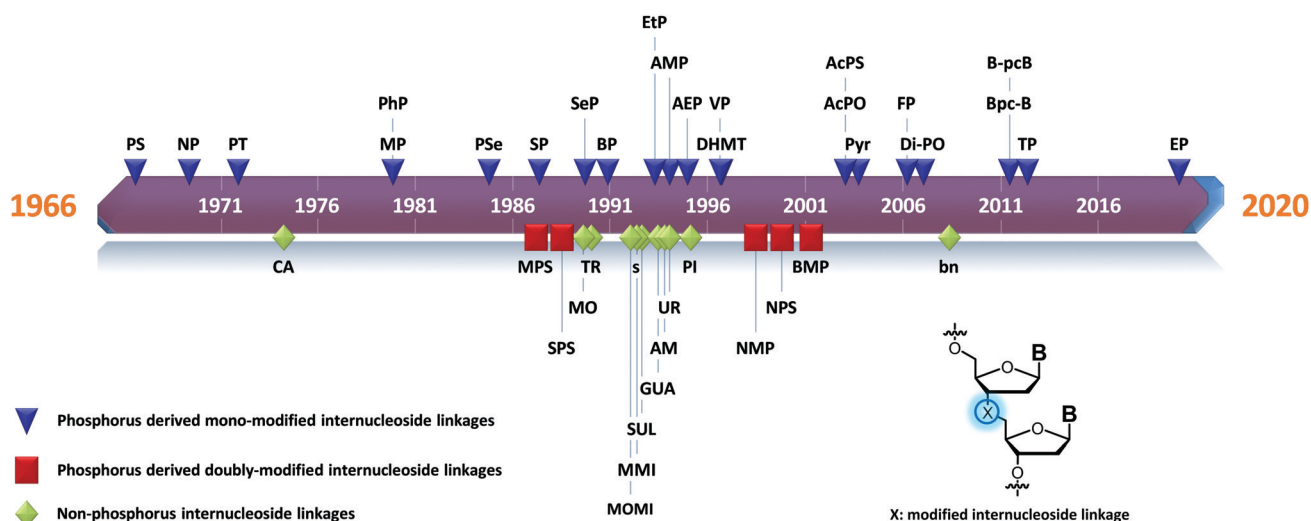 EtP
AMP
AcPS
B-pcB
PhP
SeP
AEP
VP
AcPO
FP
Bpc-B
PS
NP
PT
MP
PSe
SP
BP
DHMT
Pyr
Di-PO
TP
EP
1966
1971
1976
1981
1986
1991
1996
2001
2006
2011
2016
2020
CA
MPS
TR
s
PI
BMP
bn
MO
UR
NPS
SPS
AM
NMP
GUA
SUL
MMI
MOMI
Phosphorus derived mono-modified internucleoside linkages
Phosphorus derived doubly-modified internucleoside linkages
Non-phosphorus internucleoside linkages
O
O
B
X
O
B
O
X: modified internucleoside linkage